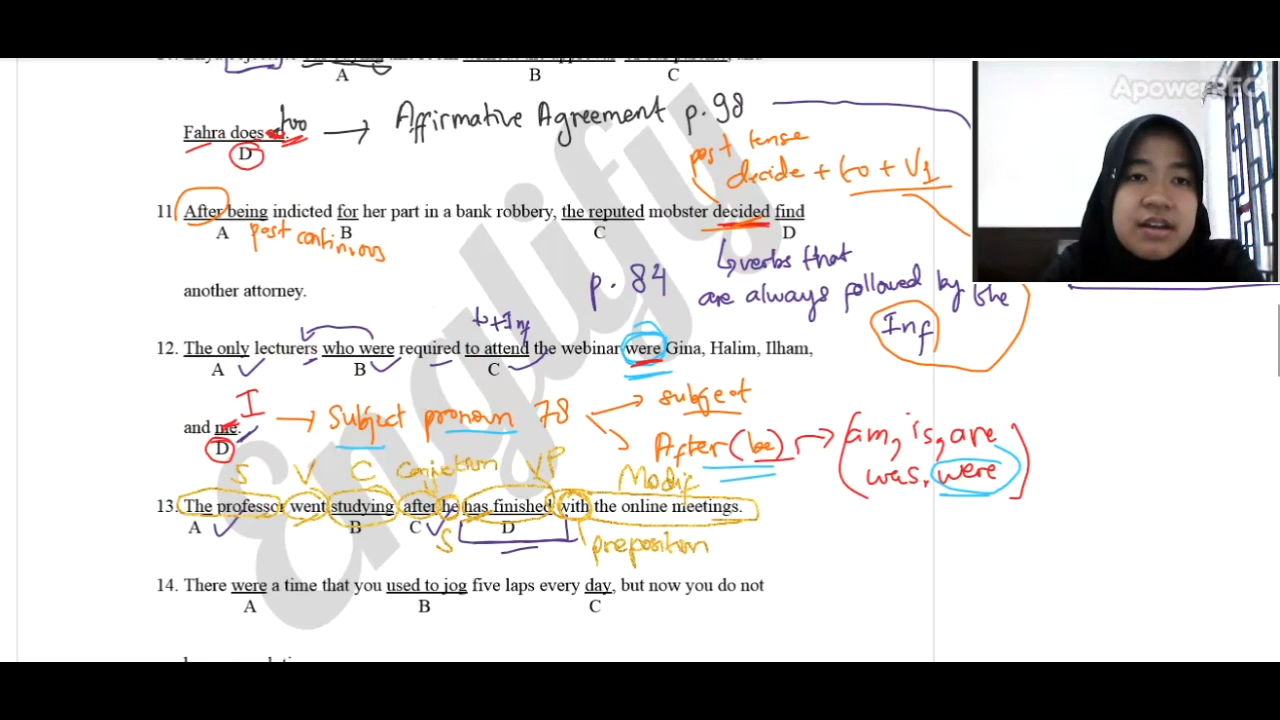 A B C
too
Affirmative Agreement p.98
Fahra does
D
past tense
decide + to + V1
11 After being indicted for her part in a bank robbery, the reputed mobster decided find
A B C D
past continuous
verbs that
are always followed by the
Inf
p. 84
another attorney.
to+Inf
12. The only lecturers who were required to attend the webinar were Gina, Halim, Ilham,
A B C
I
and me.
D
Subject pronoun 78
subject
After (be)
am, is, are
was, were
S V C Conjuction VP Modif
13. The professor went studying after he has finished with the online meetings.
A B C D
S
preposition
14. There were a time that you used to jog five laps every day, but now you do not
A B C
Englify
ApowerREC